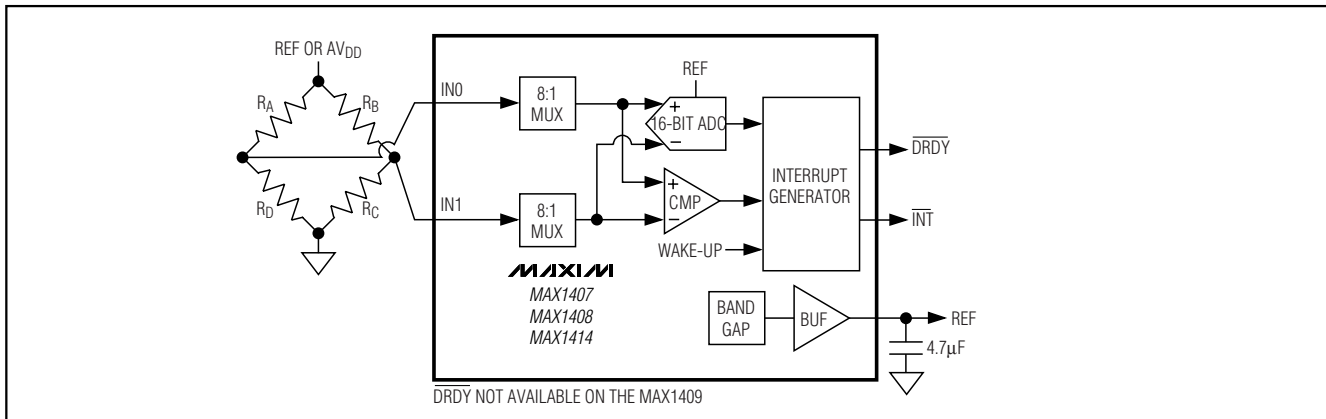 REF OR AVDD
RA
RB
RD
RC
IN0
IN1
8:1
MUX
8:1
MUX
REF
+
16-BIT ADC
−
+
CMP
−
WAKE-UP
INTERRUPT
GENERATOR
DRDY
INT
MAXIM
MAX1407
MAX1408
MAX1414
BAND
GAP
BUF
REF
4.7µF
DRDY NOT AVAILABLE ON THE MAX1409